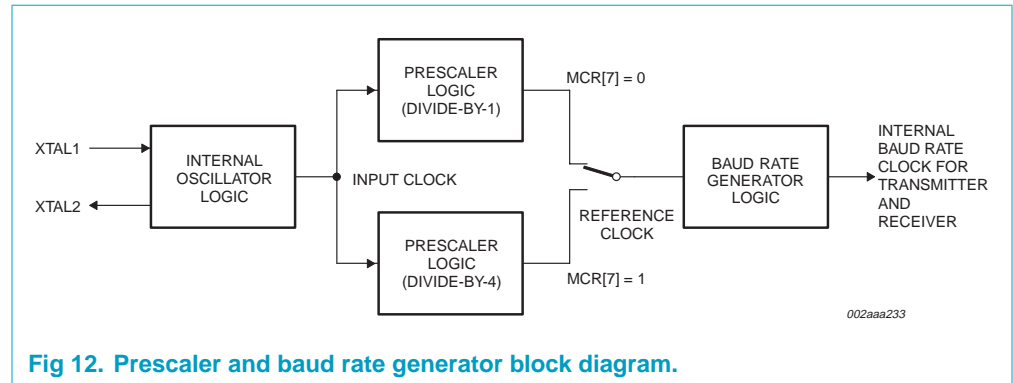 XTAL1
XTAL2
INTERNAL
OSCILLATOR
LOGIC
INPUT CLOCK
PRESCALER
LOGIC
(DIVIDE-BY-1)
MCR[7] = 0
PRESCALER
LOGIC
(DIVIDE-BY-4)
MCR[7] = 1
REFERENCE
CLOCK
BAUD RATE
GENERATOR
LOGIC
INTERNAL
BAUD RATE
CLOCK FOR
TRANSMITTER
AND
RECEIVER
002aaa233
Fig 12. Prescaler and baud rate generator block diagram.